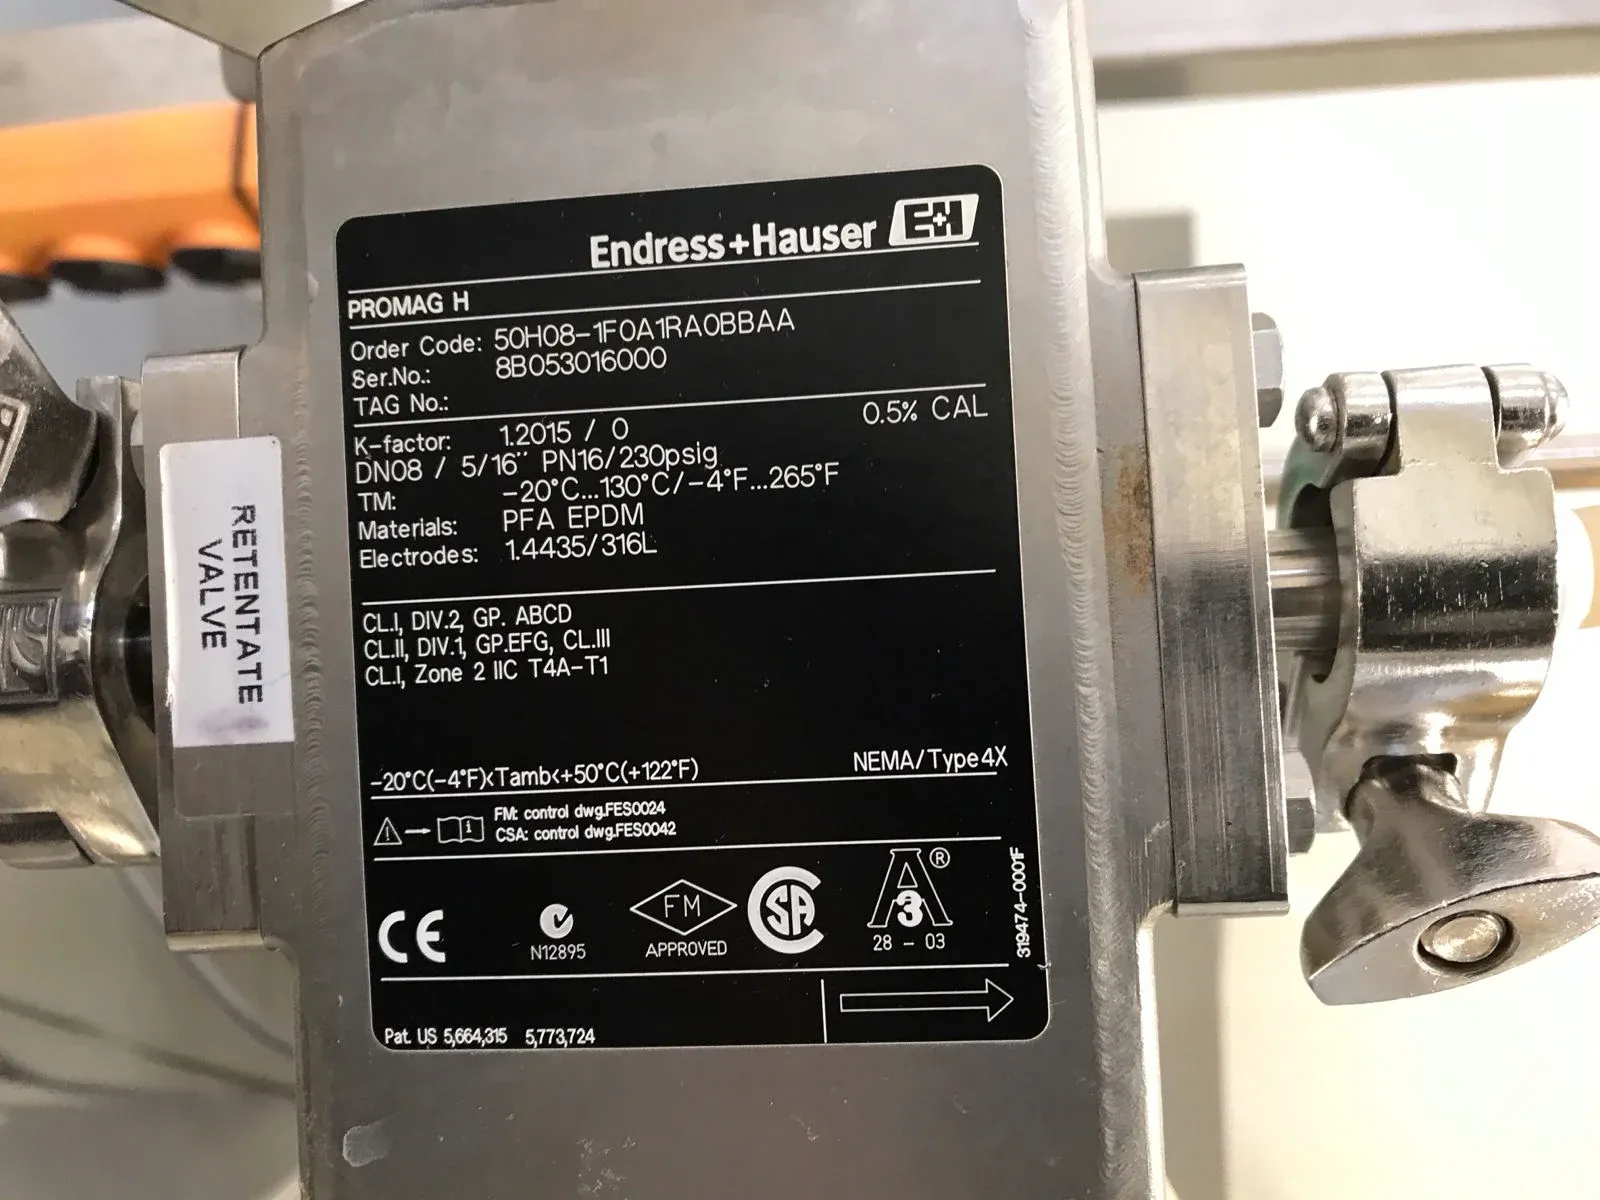 Endress+Hauser E+H
PROMAG H
Order Code: 50H08-1F0A1RA0BBAA
Ser.No.: 8B053016000
TAG No.:
K-factor: 1.2015 / 0 0.5% CAL
DN08 / 5/16" PN16/230psig
TM: -20°C...130°C/-4°F...265°F
Materials: PFA EPDM
Electrodes: 1.4435/316L
CL.I, DIV.2, GP. ABCD
CL.II, DIV.1, GP.EFG, CL.III
CL.I, Zone 2 IIC T4A-T1
-20°C(-4°F)<Tamb<+50°C(+122°F) NEMA/Type4X
FM: control dwg.FES0024
CSA: control dwg.FES0042
CE
N12895
FM
APPROVED
CSA
A®
3
28 - 03
319474-0001F
Pat. US 5,664,315 5,773,724
RETENTATE
VALVE